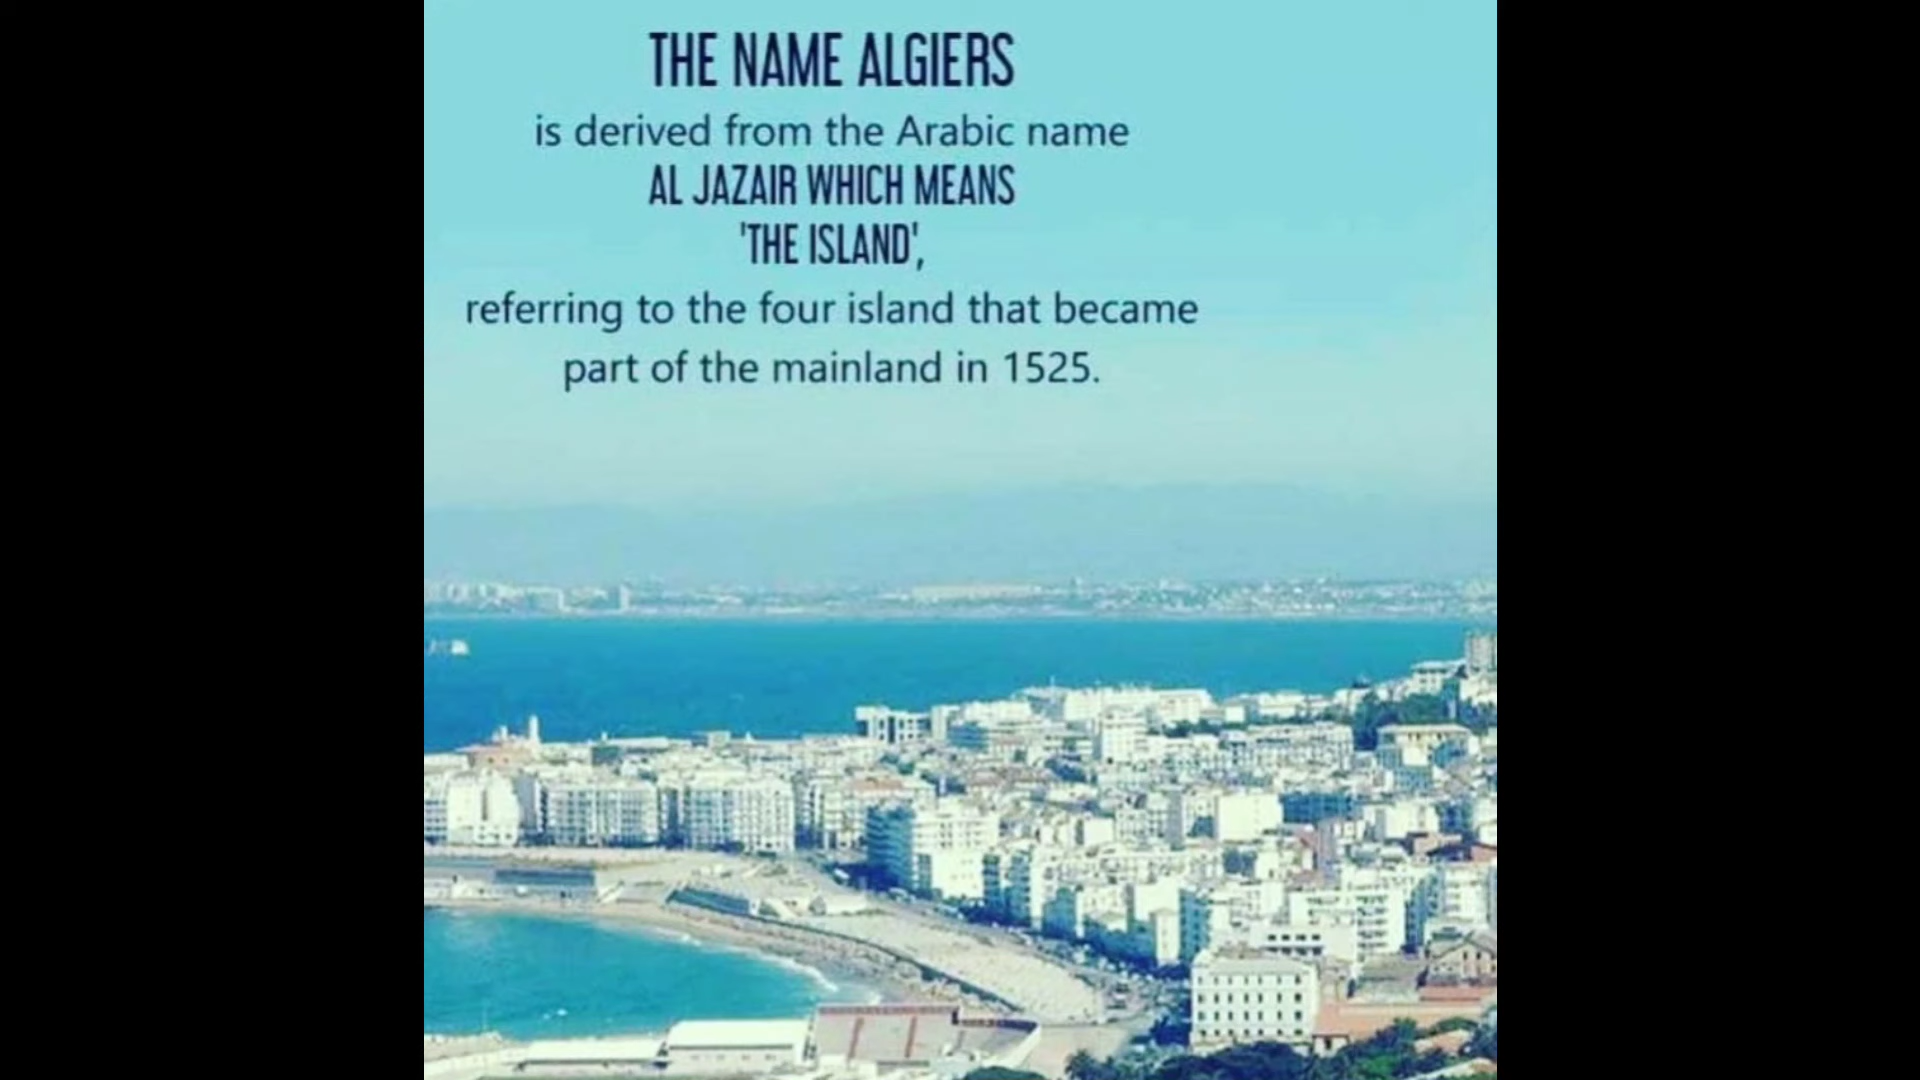 THE NAME ALGIERS
is derived from the Arabic name
AL JAZAIR WHICH MEANS
'THE ISLAND',
referring to the four island that became
part of the mainland in 1525.